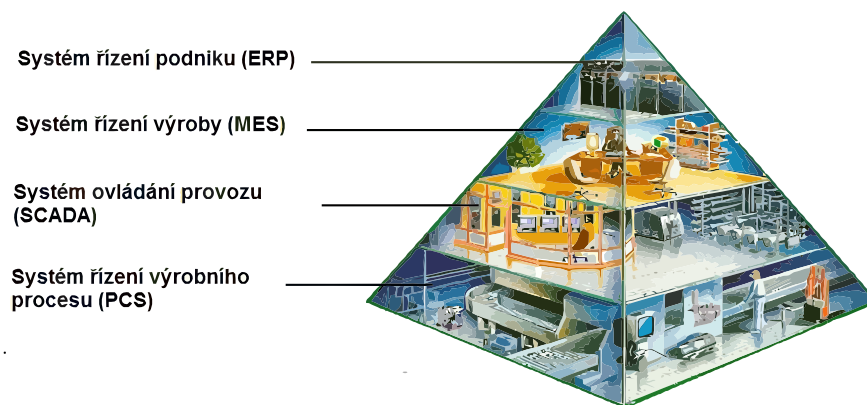 Systém řízení podniku (ERP)
Systém řízení výroby (MES)
Systém ovládání provozu
(SCADA)
Systém řízení výrobního
procesu (PCS)
.